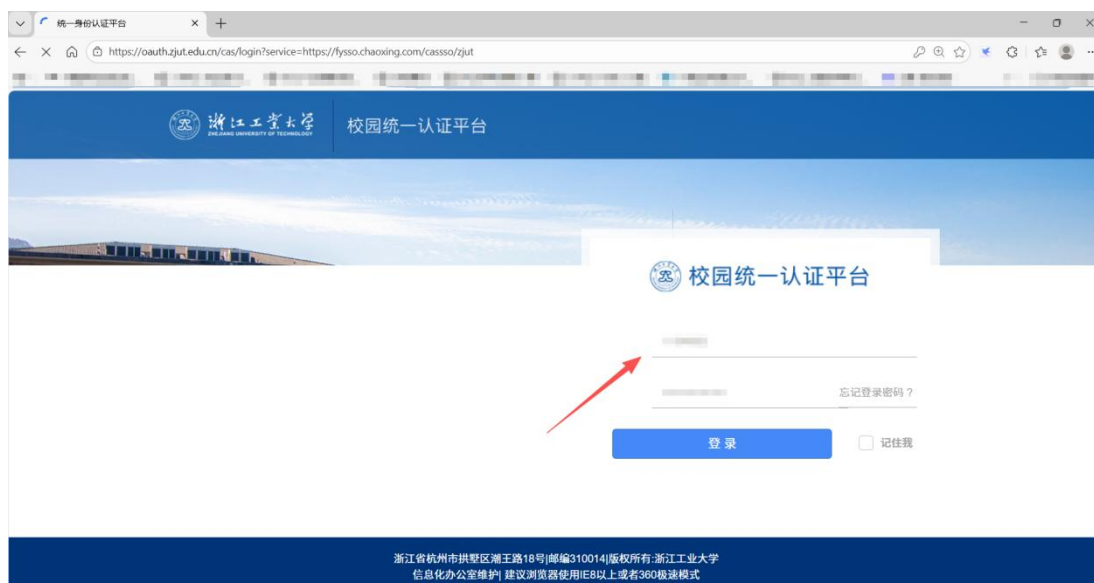 统一身份认证平台
https://oauth.zjut.edu.cn/cas/login?service=https://fysso.chaoxing.com/cassso/zjut
浙江工业大学
ZHEJIANG UNIVERSITY OF TECHNOLOGY
校园统一认证平台
校园统一认证平台
忘记登录密码？
登 录
记住我
浙江省杭州市拱墅区潮王路18号|邮编310014|版权所有:浙江工业大学
信息化办公室维护| 建议浏览器使用IE8以上或者360极速模式